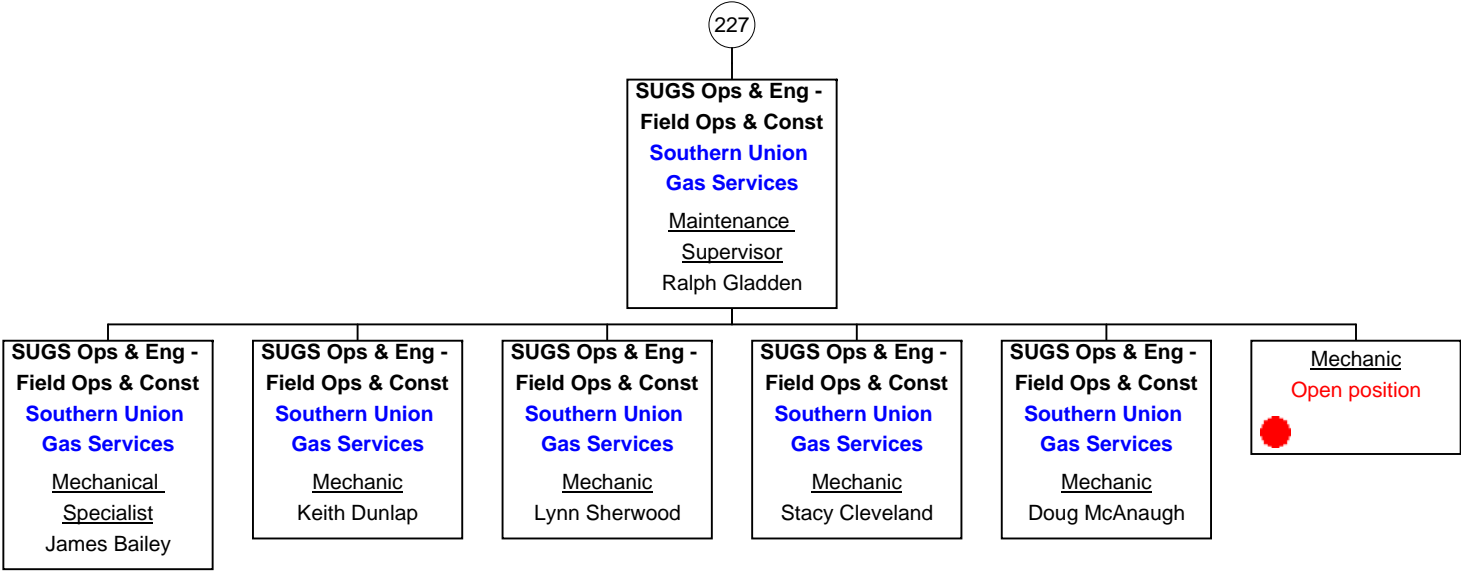 227
SUGS Ops & Eng -
Field Ops & Const
Southern Union
Gas Services
Maintenance
Supervisor
Ralph Gladden
SUGS Ops & Eng -
Field Ops & Const
Southern Union
Gas Services
Mechanical
Specialist
James Bailey
SUGS Ops & Eng -
Field Ops & Const
Southern Union
Gas Services
Mechanic
Keith Dunlap
SUGS Ops & Eng -
Field Ops & Const
Southern Union
Gas Services
Mechanic
Lynn Sherwood
SUGS Ops & Eng -
Field Ops & Const
Southern Union
Gas Services
Mechanic
Stacy Cleveland
SUGS Ops & Eng -
Field Ops & Const
Southern Union
Gas Services
Mechanic
Doug McAnaugh
Mechanic
Open position